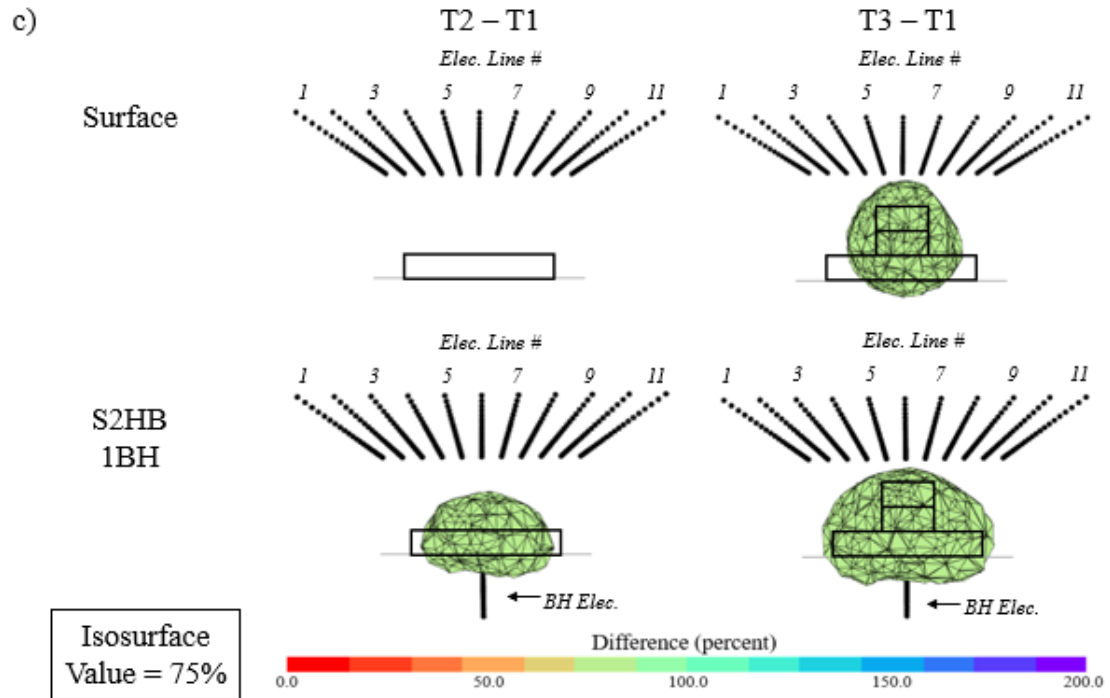 c)
T2 – T1
T3 – T1
Elec. Line #
Elec. Line #
1 3 5 7 9 11
1 3 5 7 9 11
Surface
Elec. Line #
Elec. Line #
1 3 5 7 9 11
1 3 5 7 9 11
S2HB
1BH
BH Elec.
BH Elec.
Isosurface
Value = 75%
Difference (percent)
0.0 50.0 100.0 150.0 200.0